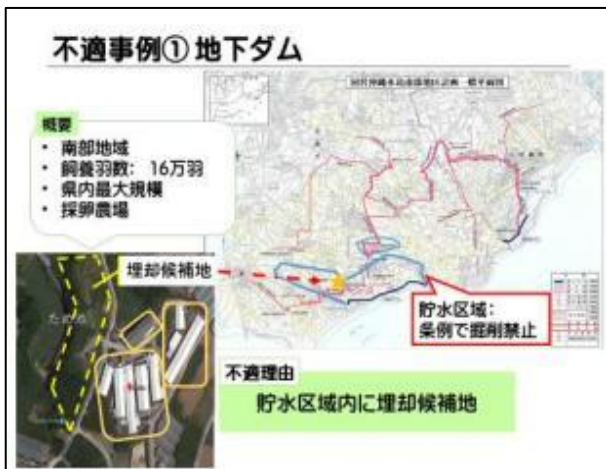 不適事例① 地下ダム
概要
• 南部地域
• 飼養羽数： 16万羽
• 県内最大規模
• 採卵農場
埋却候補地
貯水区域：
条例で掘削禁止
不適理由
貯水区域内に埋却候補地